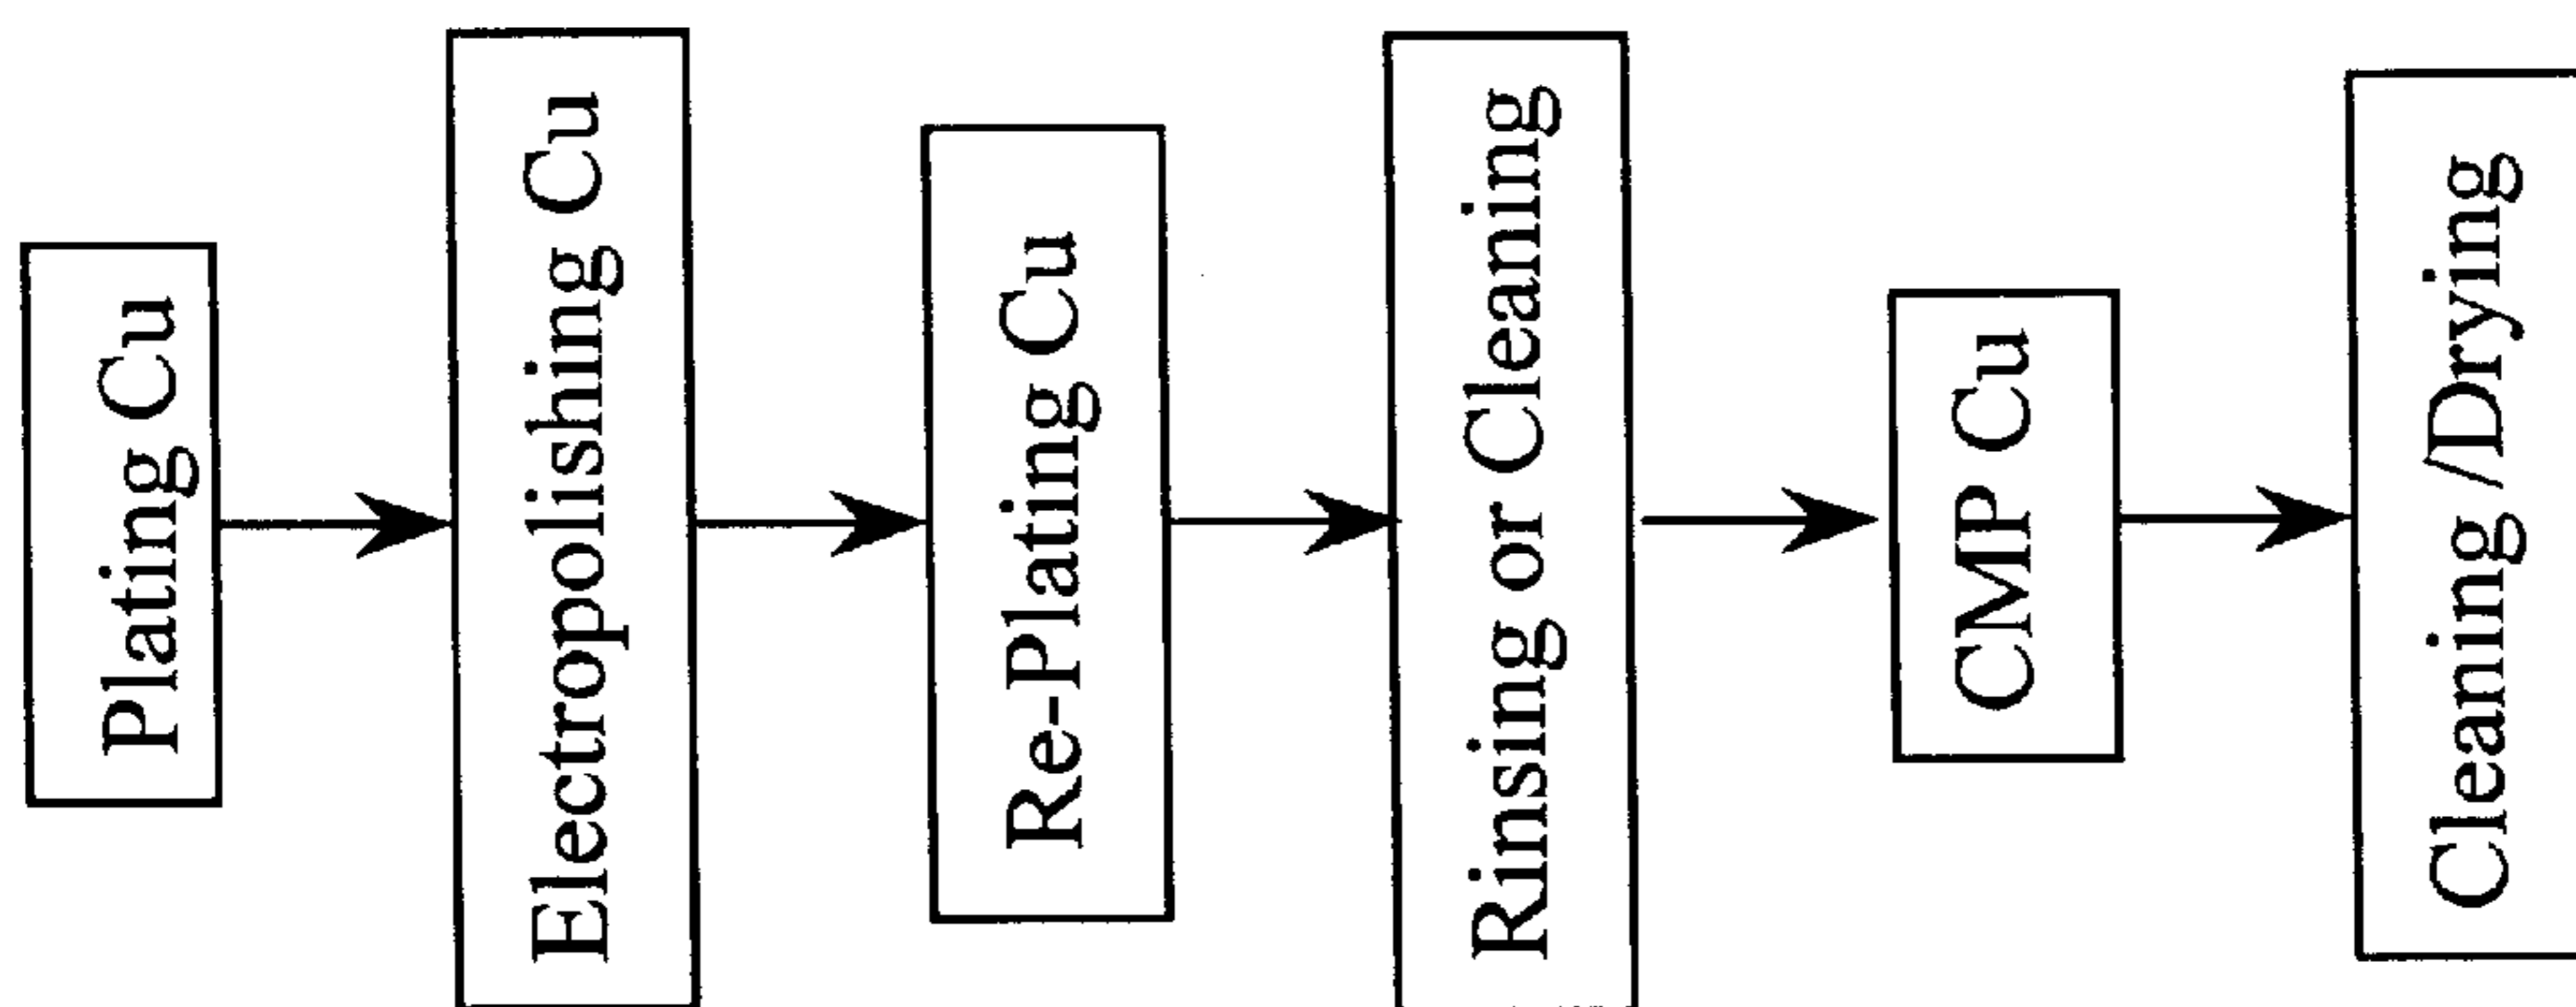 Plating Cu
Electropolishing Cu
Re-Plating Cu
Rinsing or Cleaning
CMP Cu
Cleaning /Drying